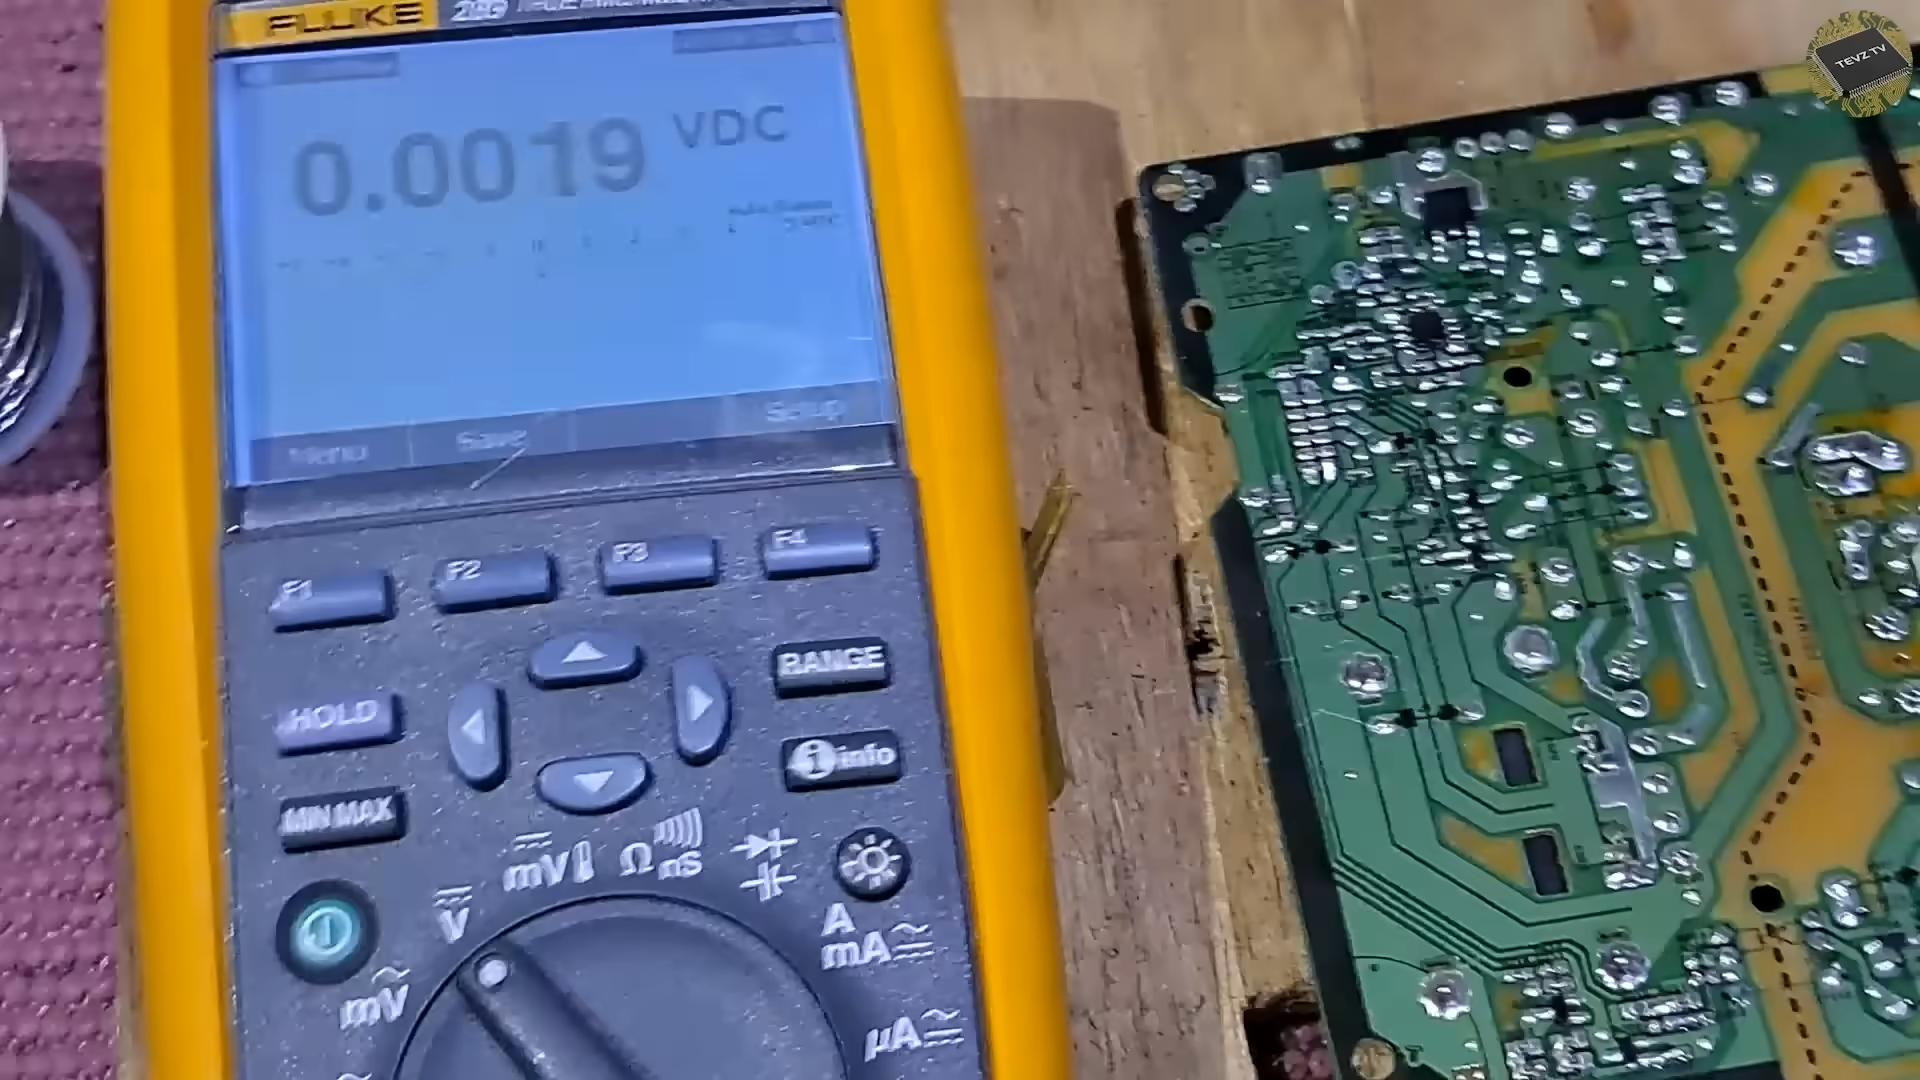 FLUKE
TEVZ TV
0.0019 VDC
Menu Save Setup
F1 F2 F3 F4
RANGE
HOLD
info
MIN MAX
mV Ω nS
V
A
mA
mV
µA